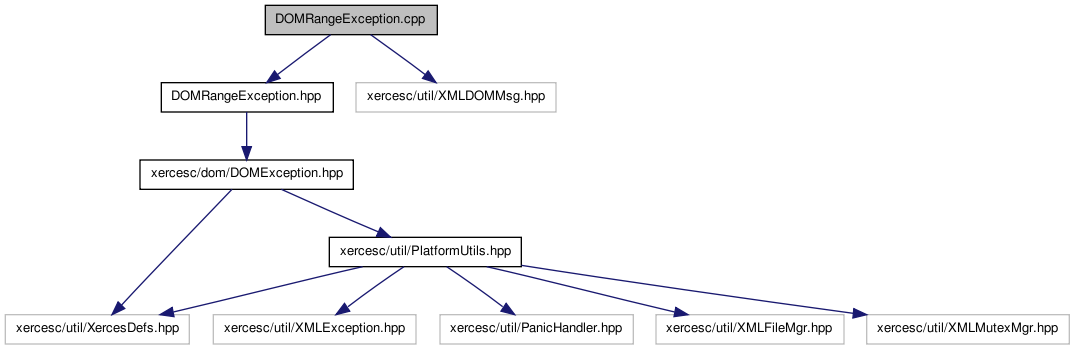 DOMRangeException.cpp
DOMRangeException.hpp
xercesc/util/XMLDOMMsg.hpp
xercesc/dom/DOMException.hpp
xercesc/util/PlatformUtils.hpp
xercesc/util/XercesDefs.hpp
xercesc/util/XMLException.hpp
xercesc/util/PanicHandler.hpp
xercesc/util/XMLFileMgr.hpp
xercesc/util/XMLMutexMgr.hpp